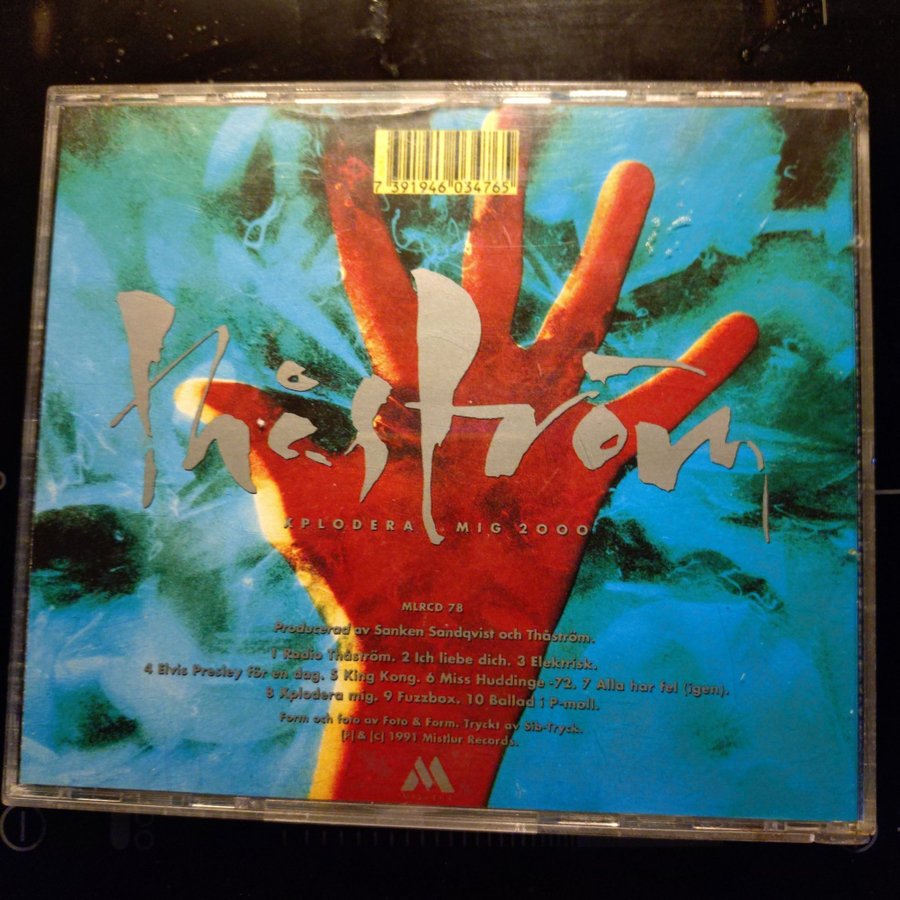 7 391946 034765
Thåström
XPLODERA MIG 2000
MLRCD 78
Producerad av Sanken Sandqvist och Thåström.
1 Radio Thåström. 2 Ich liebe dich. 3 Elektrisk.
4 Elvis Presley för en dag. 5 King Kong. 6 Miss Huddinge -72. 7 Alla har fel (igen).
8 Xplodera mig. 9 Fuzzbox. 10 Ballad i P-moll.
Form och foto av Foto & Form. Tryckt av Sib-Tryck.
(P) & (c) 1991 Mistlur Records.